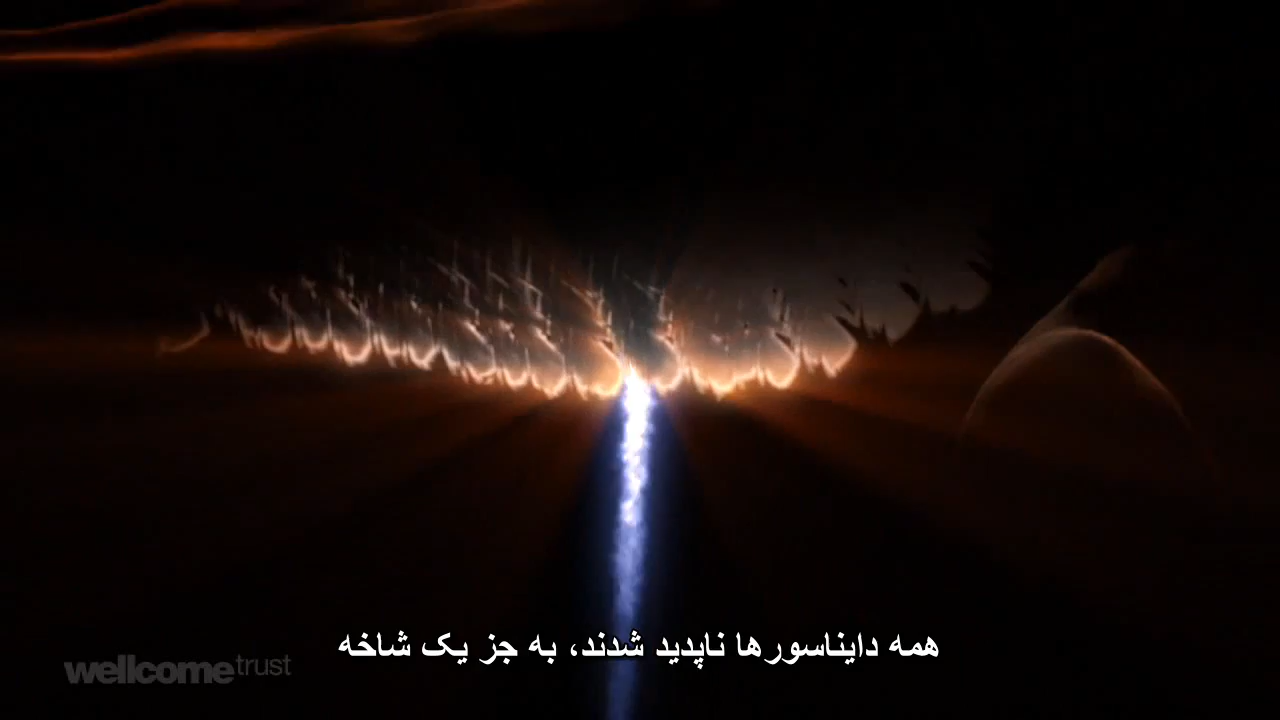 همه دایناسورها ناپدید شدند، به جز یک شاخه
wellcometrust